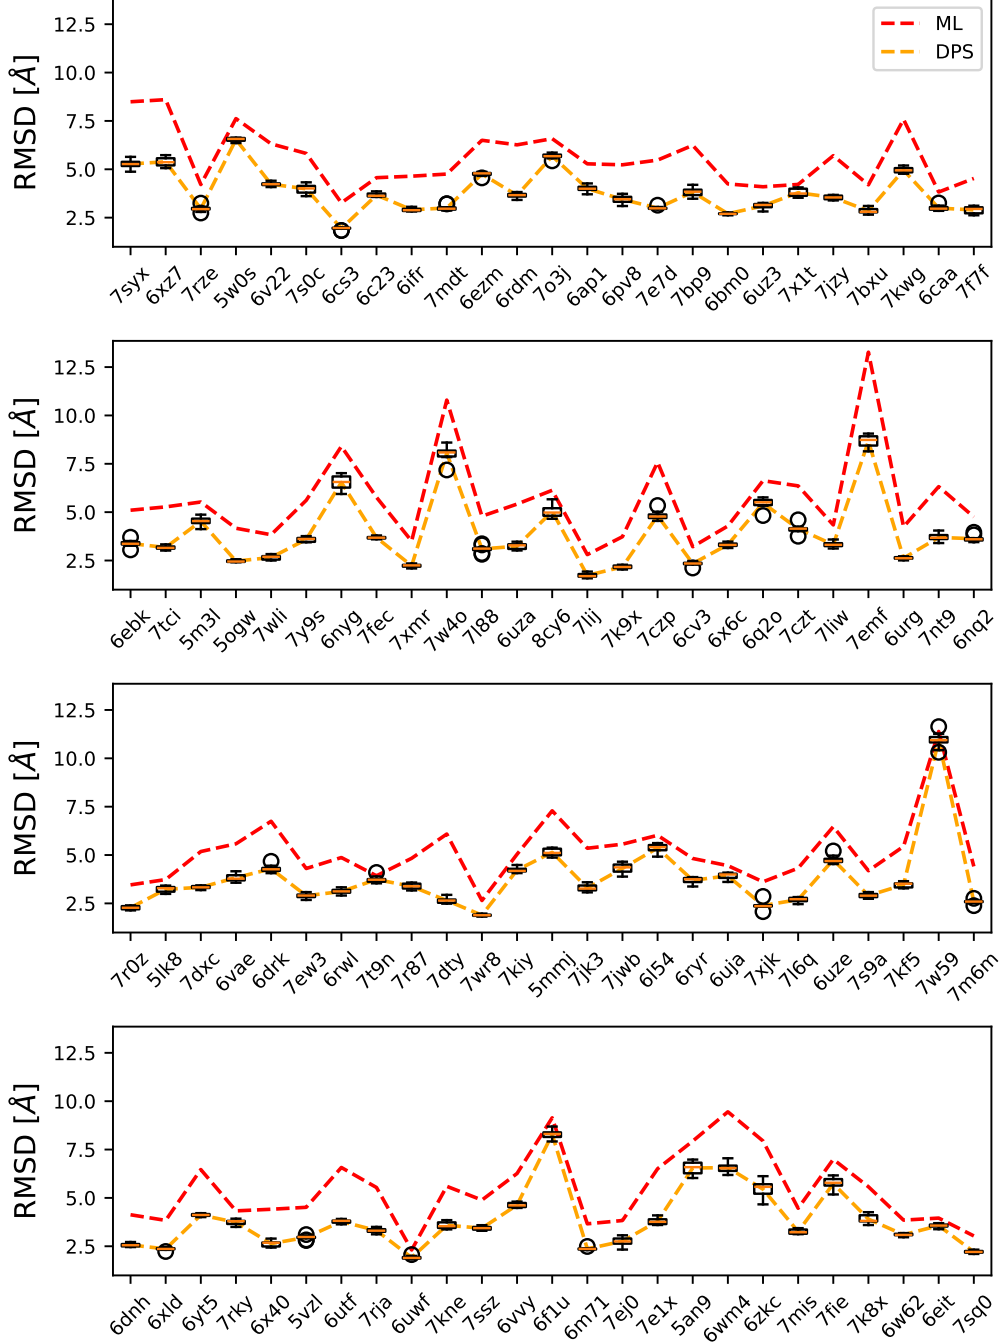 RMSD [Å]
12.5
10.0
7.5
5.0
2.5
ML
DPS
7syx 6xz7 7rze 5w0s 6v22 7s0c 6cs3 6c23 6ifr 7mdt 6ezm 6rdm 7o3j 6ap1 6pv8 7e7d 7bp9 6bm0 6uz3 7x1t 7jzy 7bxu 7kwg 6caa 7f7f
RMSD [Å]
12.5
10.0
7.5
5.0
2.5
6ebk 7tci 5m3l 5ogw 7wli 7y9s 6nyg 7fec 7xmr 7w4o 7l88 6uza 8cy6 7lij 7k9x 7czp 6cv3 6x6c 6q2o 7czt 7liw 7emf 6urg 7nt9 6nq2
RMSD [Å]
12.5
10.0
7.5
5.0
2.5
7r0z 5lk8 7dxc 6vae 6drk 7ew3 6rwl 7t9n 7r87 7dty 7wr8 7kiy 5mmj 7jk3 7jwb 6l54 6ryr 6uja 7xjk 7l6q 6uze 7s9a 7kf5 7w59 7m6m
RMSD [Å]
12.5
10.0
7.5
5.0
2.5
6dnh 6xld 6yt5 7rky 6x40 5vzl 6utf 7rja 6uwf 7kne 7ssz 6vvy 6f1u 6m71 7ej0 7e1x 5an9 6wm4 6zkc 7mis 7fie 7k8x 6w62 6eit 7sq0